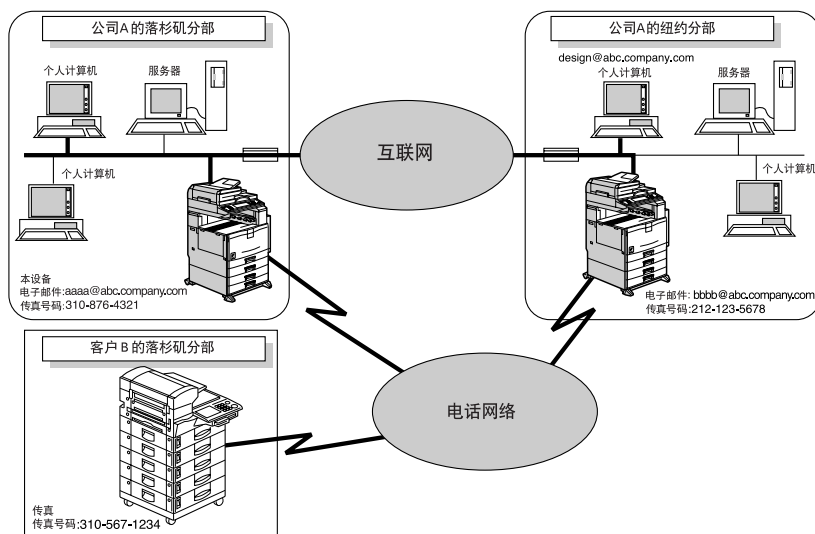 公司A的落杉矶分部
个人计算机
服务器
个人计算机
本设备
电子邮件:aaaa@abc.company.com
传真号码:310-876-4321
互联网
公司A的纽约分部
design@abc.company.com
个人计算机
服务器
个人计算机
电子邮件: bbbb@abc.company.com
传真号码:212-123-5678
客户B的落杉矶分部
传真
传真号码:310-567-1234
电话网络